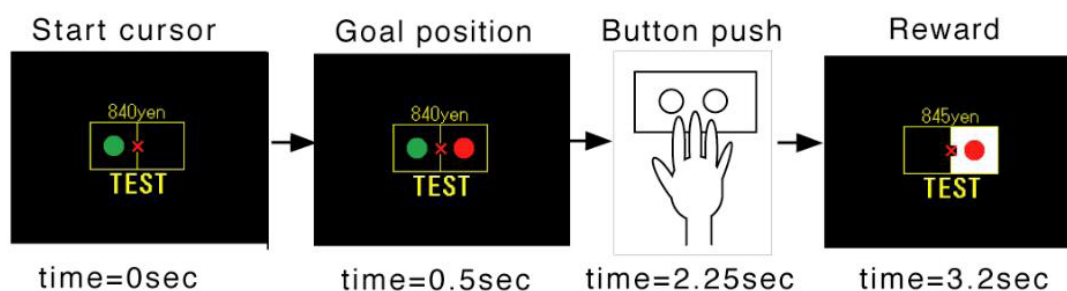 Start cursor
Goal position
Button push
Reward
840yen
TEST
840yen
TEST
845yen
TEST
time=0sec
time=0.5sec
time=2.25sec
time=3.2sec